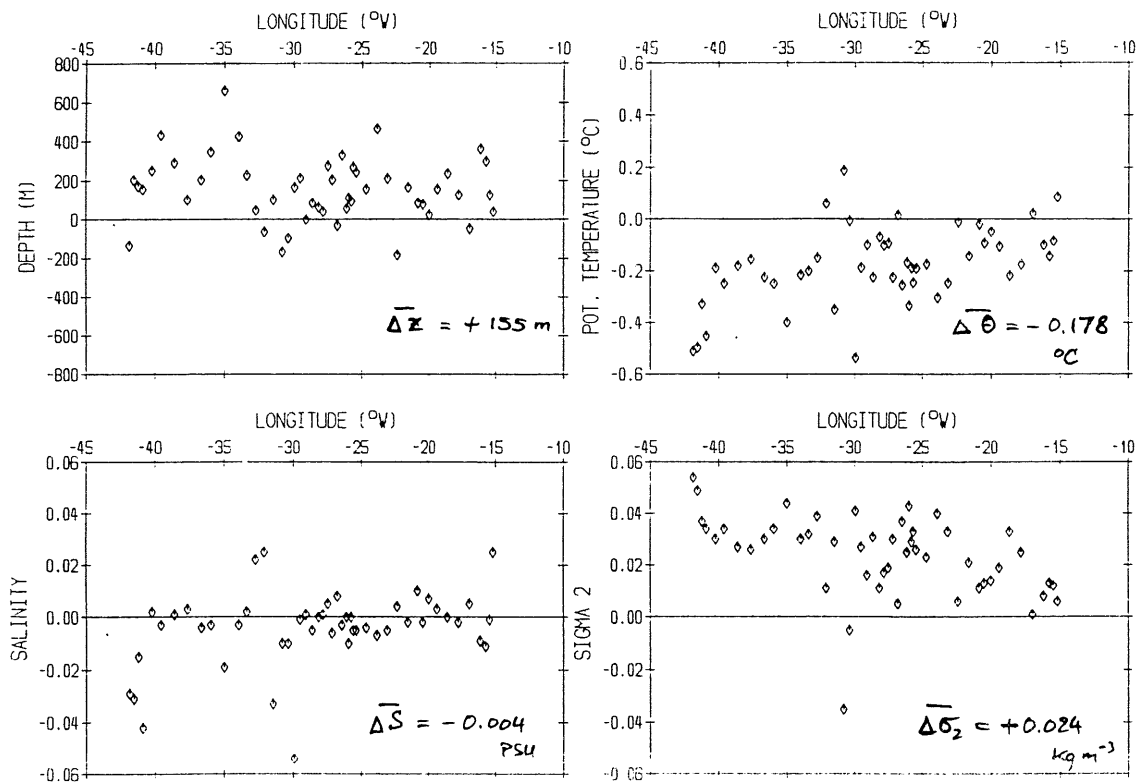 LONGITUDE (°W)
-45 -40 -35 -30 -25 -20 -15 -10
800
600
400
200
0
-200
-400
-600
-800
DEPTH (M)
Δz = + 155 m
LONGITUDE (°W)
-45 -40 -35 -30 -25 -20 -15 -10
0.6
0.4
0.2
0.0
-0.2
-0.4
-0.6
POT. TEMPERATURE (°C)
Δθ = - 0.178
°C
LONGITUDE (°W)
-45 -40 -35 -30 -25 -20 -15 -10
0.06
0.04
0.02
0.00
-0.02
-0.04
-0.06
SALINITY
ΔS = - 0.004
PSU
LONGITUDE (°W)
-45 -40 -35 -30 -25 -20 -15 -10
0.06
0.04
0.02
0.00
-0.02
-0.04
-0.06
SIGMA 2
Δσ₂ = +0.024
kg m⁻³